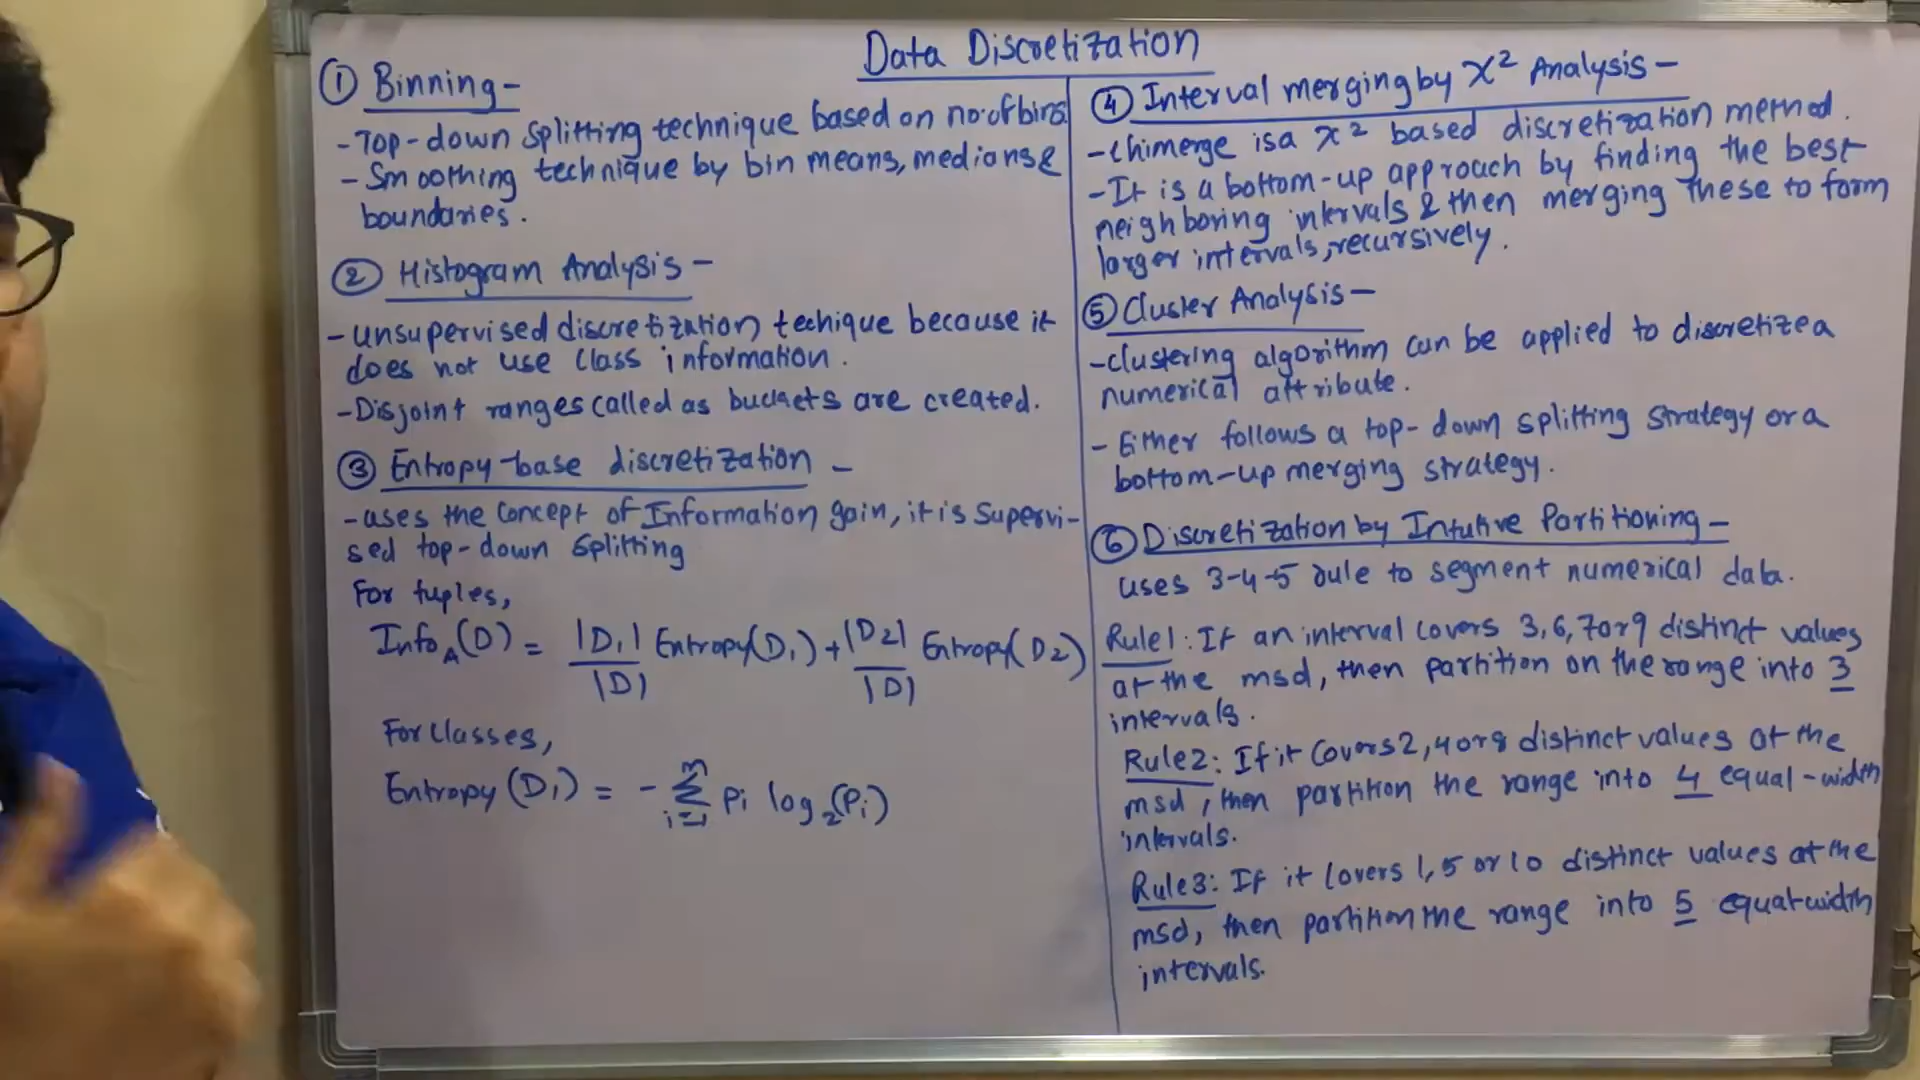 Data Discretization
① Binning -
- Top-down splitting technique based on no.of bins.
- Smoothing technique by bin means, medians &
boundaries.
② Histogram Analysis -
- unsupervised discretization techique because it
does not use class information.
- Disjoint ranges called as buckets are created.
③ Entropy-base discretization -
- uses the concept of Information gain, it is supervi-
sed top-down splitting
For tuples,
Info_A(D) = |D₁|/|D| Entropy(D₁) + |D₂|/|D| Entropy(D₂)
For classes,
Entropy(D₁) = - Σ_{i=1}^{m} pi log₂(pi)
④ Interval merging by χ² Analysis -
- Chimerge is a χ² based discretization method.
- It is a bottom-up approach by finding the best
neighboring intervals & then merging these to form
larger intervals, recursively.
⑤ Cluster Analysis -
- clustering algorithm can be applied to discretize a
numerical attribute.
- Either follows a top-down splitting strategy or a
bottom-up merging strategy.
⑥ Discretization by Intutive Partitioning -
uses 3-4-5 rule to segment numerical data.
Rule1: If an interval covers 3,6,7 or 9 distinct values
at the msd, then partition on the range into 3
intervals.
Rule2: If it covers 2,4 or 8 distinct values at the
msd, then partition the range into 4 equal-width
intervals.
Rule3: If it covers 1,5 or 10 distinct values at the
msd, then partition the range into 5 equal width
intervals.